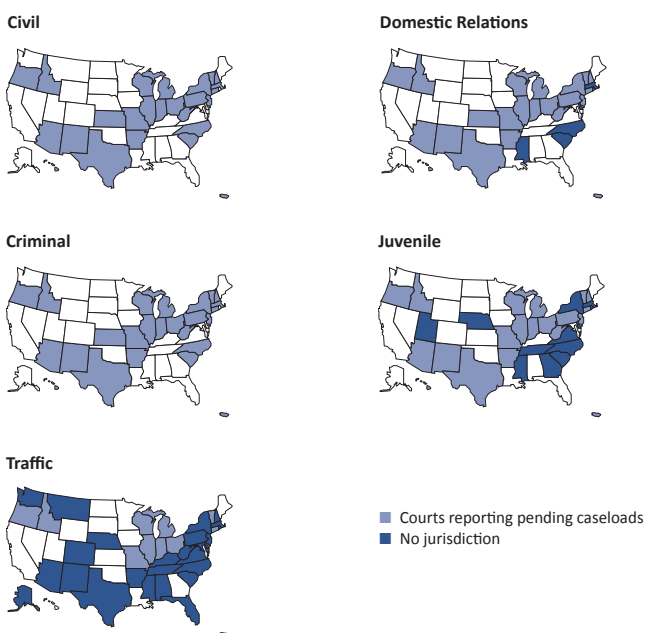 Civil
Domestic Relations
Criminal
Juvenile
Traffic
Courts reporting pending caseloads
No jurisdiction